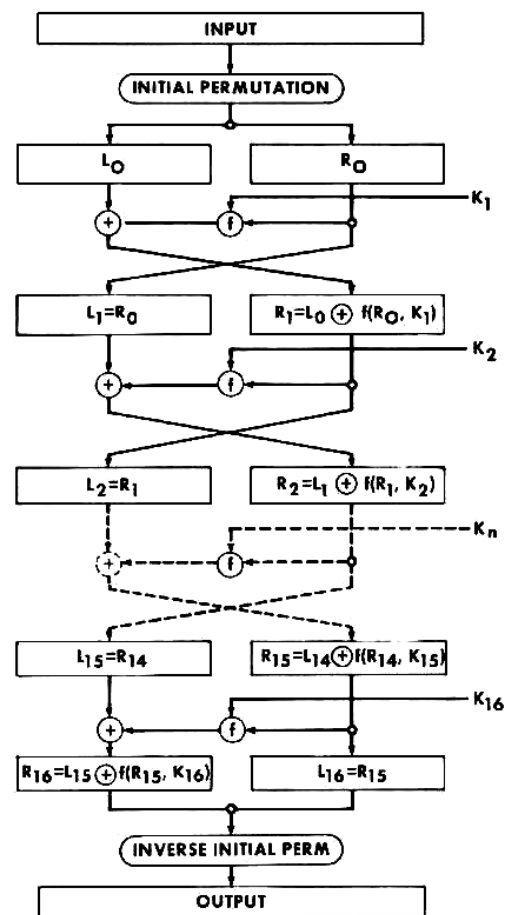 INPUT
INITIAL PERMUTATION
L₀ R₀
+ f K₁
L₁=R₀ R₁=L₀ ⊕ f(R₀, K₁)
+ f K₂
L₂=R₁ R₂=L₁ ⊕ f(R₁, K₂)
+ f Kₙ
L₁₅=R₁₄ R₁₅=L₁₄ ⊕ f(R₁₄, K₁₅)
+ f K₁₆
R₁₆=L₁₅ ⊕ f(R₁₅, K₁₆) L₁₆=R₁₅
INVERSE INITIAL PERM
OUTPUT